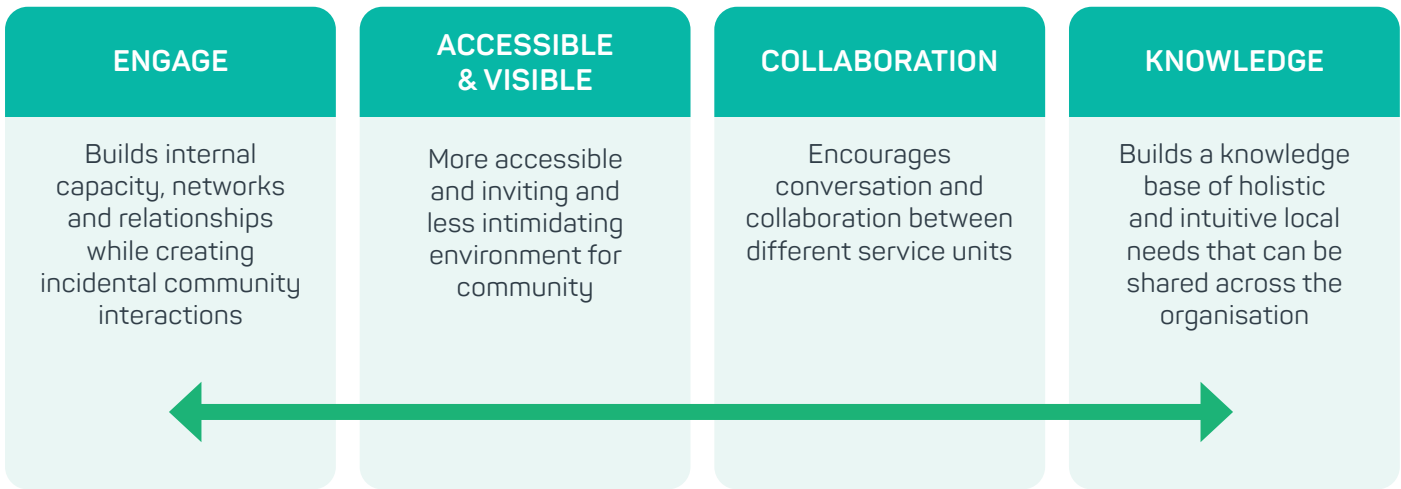 ENGAGE
Builds internal
capacity, networks
and relationships
while creating
incidental community
interactions
ACCESSIBLE
& VISIBLE
More accessible
and inviting and
less intimidating
environment for
community
COLLABORATION
Encourages
conversation and
collaboration between
different service units
KNOWLEDGE
Builds a knowledge
base of holistic
and intuitive local
needs that can be
shared across the
organisation